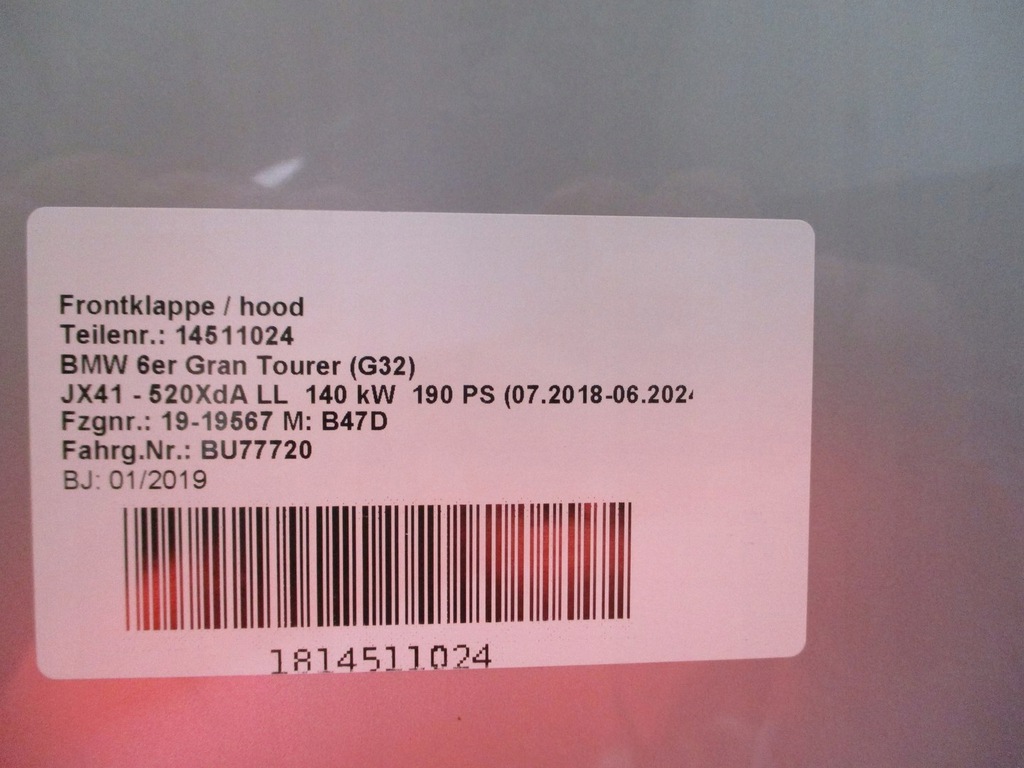 Frontklappe / hood
Teilenr.: 14511024
BMW 6er Gran Tourer (G32)
JX41 - 520XdA LL 140 kW 190 PS (07.2018-06.2024
Fzgnr.: 19-19567 M: B47D
Fahrg.Nr.: BU77720
BJ: 01/2019
1814511024